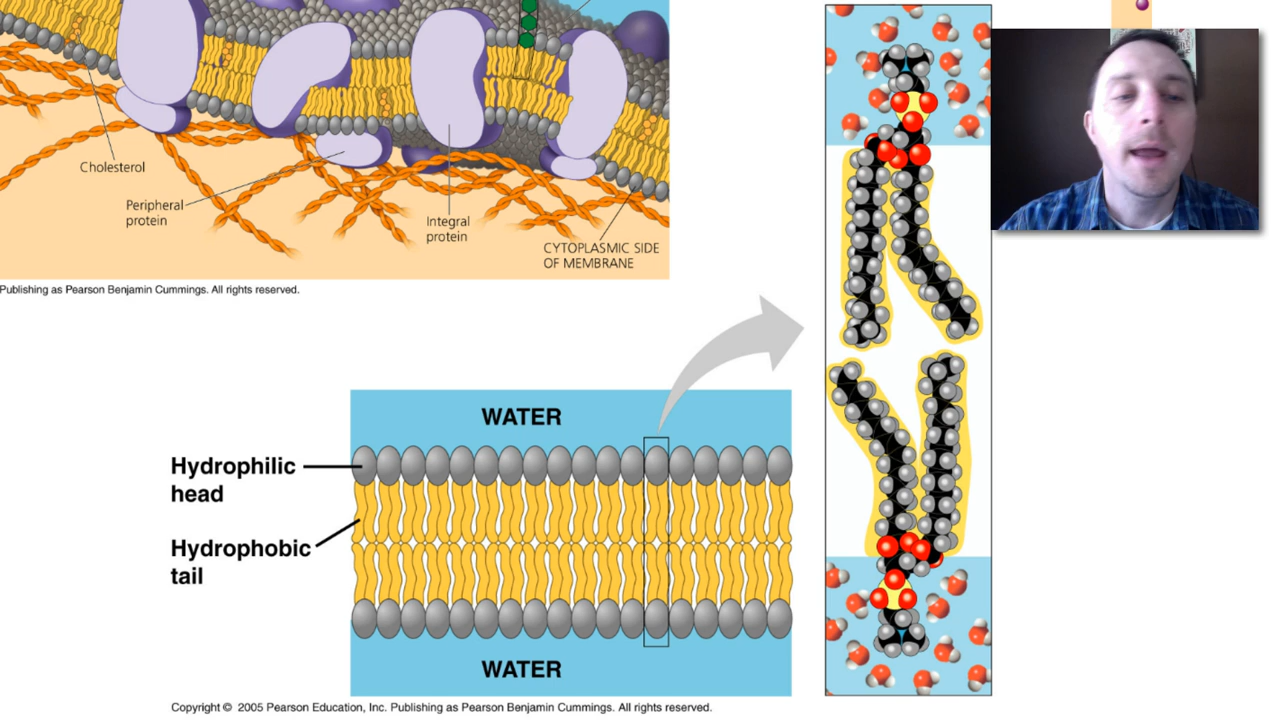 Cholesterol
Peripheral
protein
Integral
protein
CYTOPLASMIC SIDE
OF MEMBRANE
Publishing as Pearson Benjamin Cummings. All rights reserved.
WATER
Hydrophilic
head
Hydrophobic
tail
WATER
Copyright © 2005 Pearson Education, Inc. Publishing as Pearson Benjamin Cummings. All rights reserved.